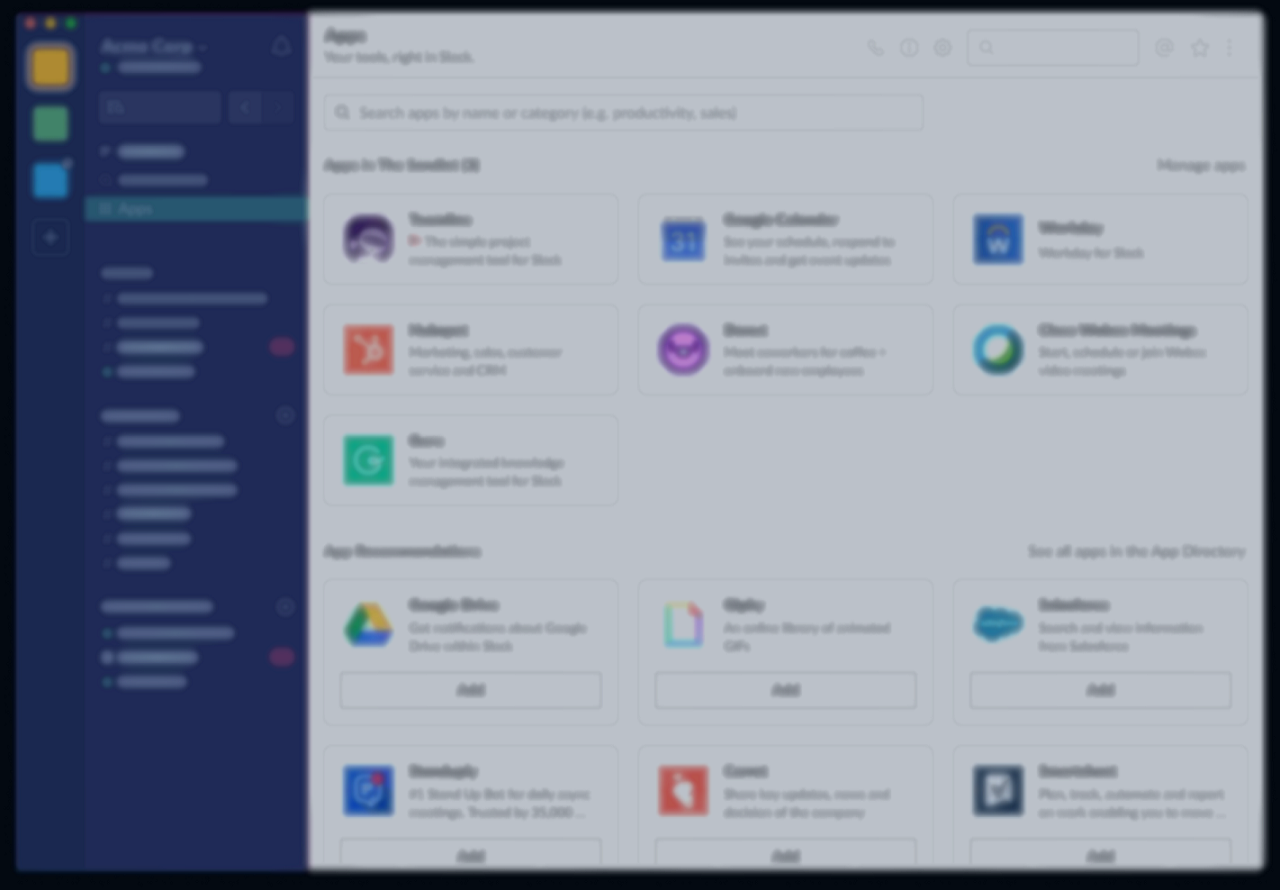 Acme Corp
Apps
Your tools, right in Slack.
Search apps by name or category (e.g. productivity, sales)
Apps
Manage apps
The simple project
management tool for Slack
31
Google Calendar
See your schedule, respond to
invites and get event updates
W
Workday
Workday for Slack
Hubspot
Marketing, sales, customer
service and CRM
Donut
Meet coworkers for coffee +
onboard new employees
Cisco Webex Meetings
Start, schedule or join Webex
video meetings
Guru
Your integrated knowledge
management tool for Slack
App Recommendations
See all apps in the App Directory
Google Drive
Get notifications about Google
Drive within Slack
Add
Giphy
An online library of animated
GIFs
Add
Salesforce
Search and view information
from Salesforce
Add
Standuply
#1 Stand Up Bot for daily async
meetings. Trusted by 35,000 ...
Add
Share key updates, news and
decision of the company
Add
Smartsheet
Plan, track, automate and report
on work enabling you to move ...
Add